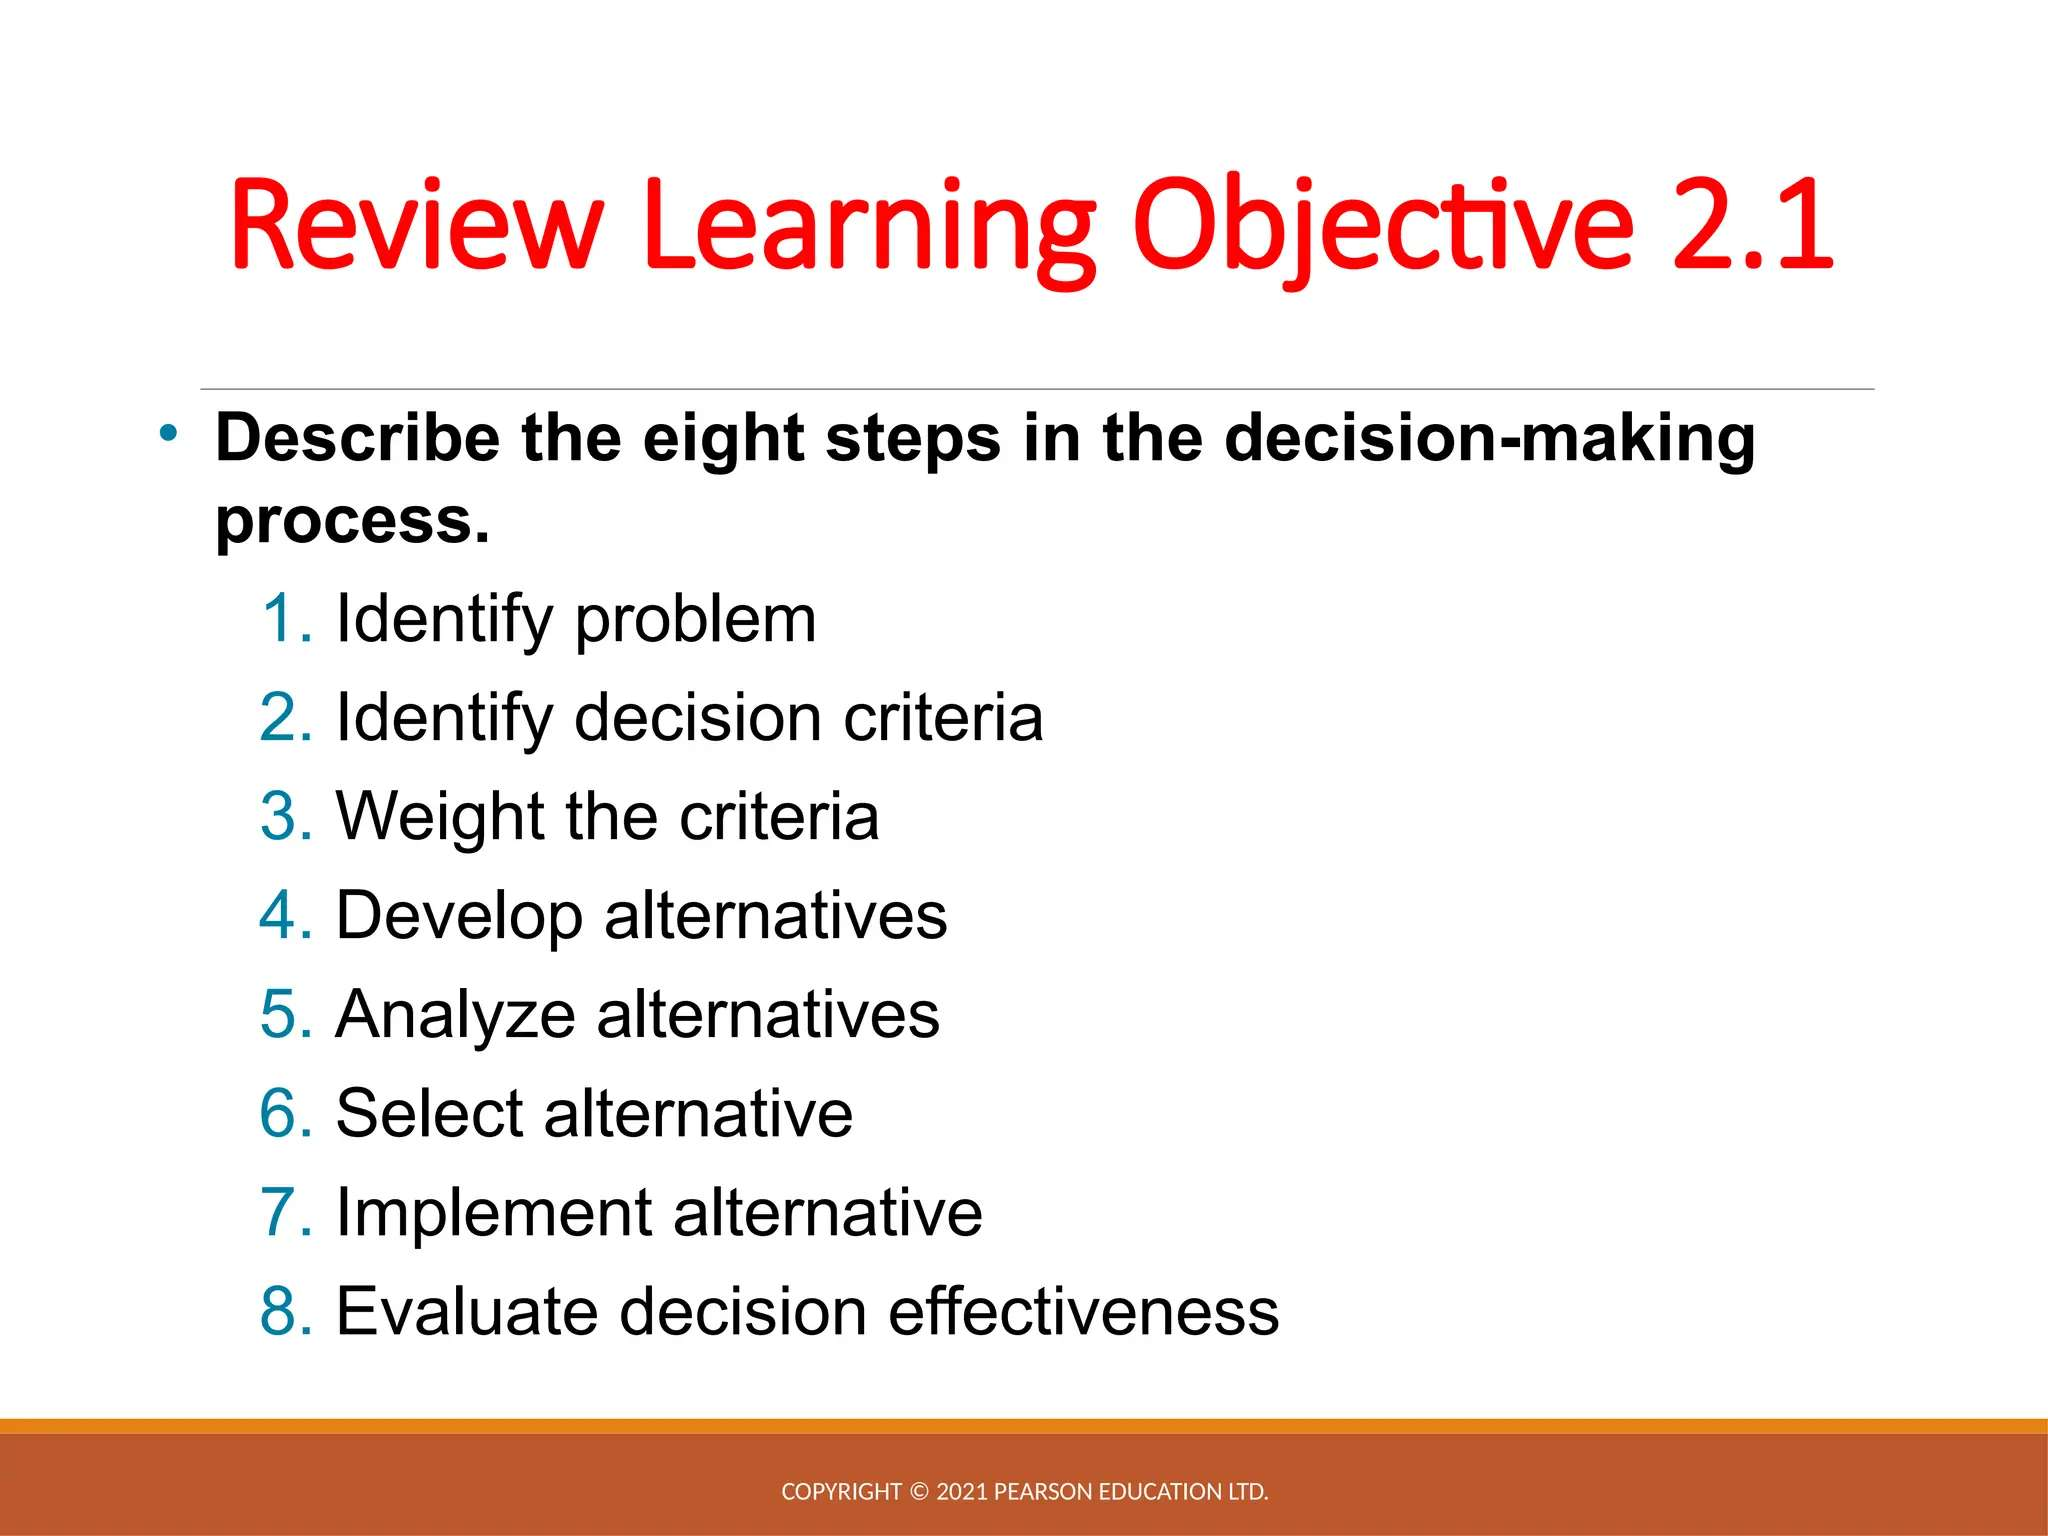 Review Learning Objective 2.1
• Describe the eight steps in the decision-making
process.
1. Identify problem
2. Identify decision criteria
3. Weight the criteria
4. Develop alternatives
5. Analyze alternatives
6. Select alternative
7. Implement alternative
8. Evaluate decision effectiveness
COPYRIGHT © 2021 PEARSON EDUCATION LTD.